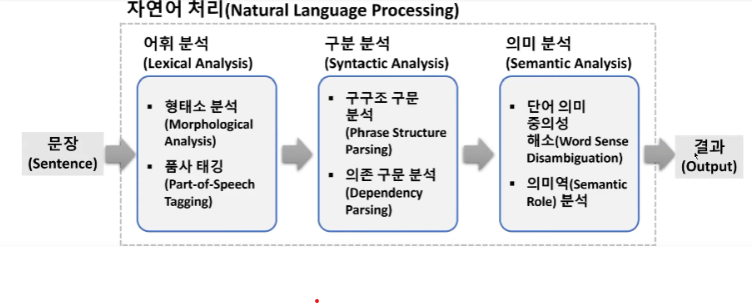 자연어 처리(Natural Language Processing)
어휘 분석
(Lexical Analysis)
구분 분석
(Syntactic Analysis)
의미 분석
(Semantic Analysis)
문장
(Sentence)
▪ 형태소 분석
(Morphological
Analysis)
▪ 품사 태깅
(Part-of-Speech
Tagging)
▪ 구구조 구문
분석
(Phrase Structure
Parsing)
▪ 의존 구문 분석
(Dependency
Parsing)
▪ 단어 의미
중의성
해소(Word Sense
Disambiguation)
▪ 의미역(Semantic
Role) 분석
결과
(Output)